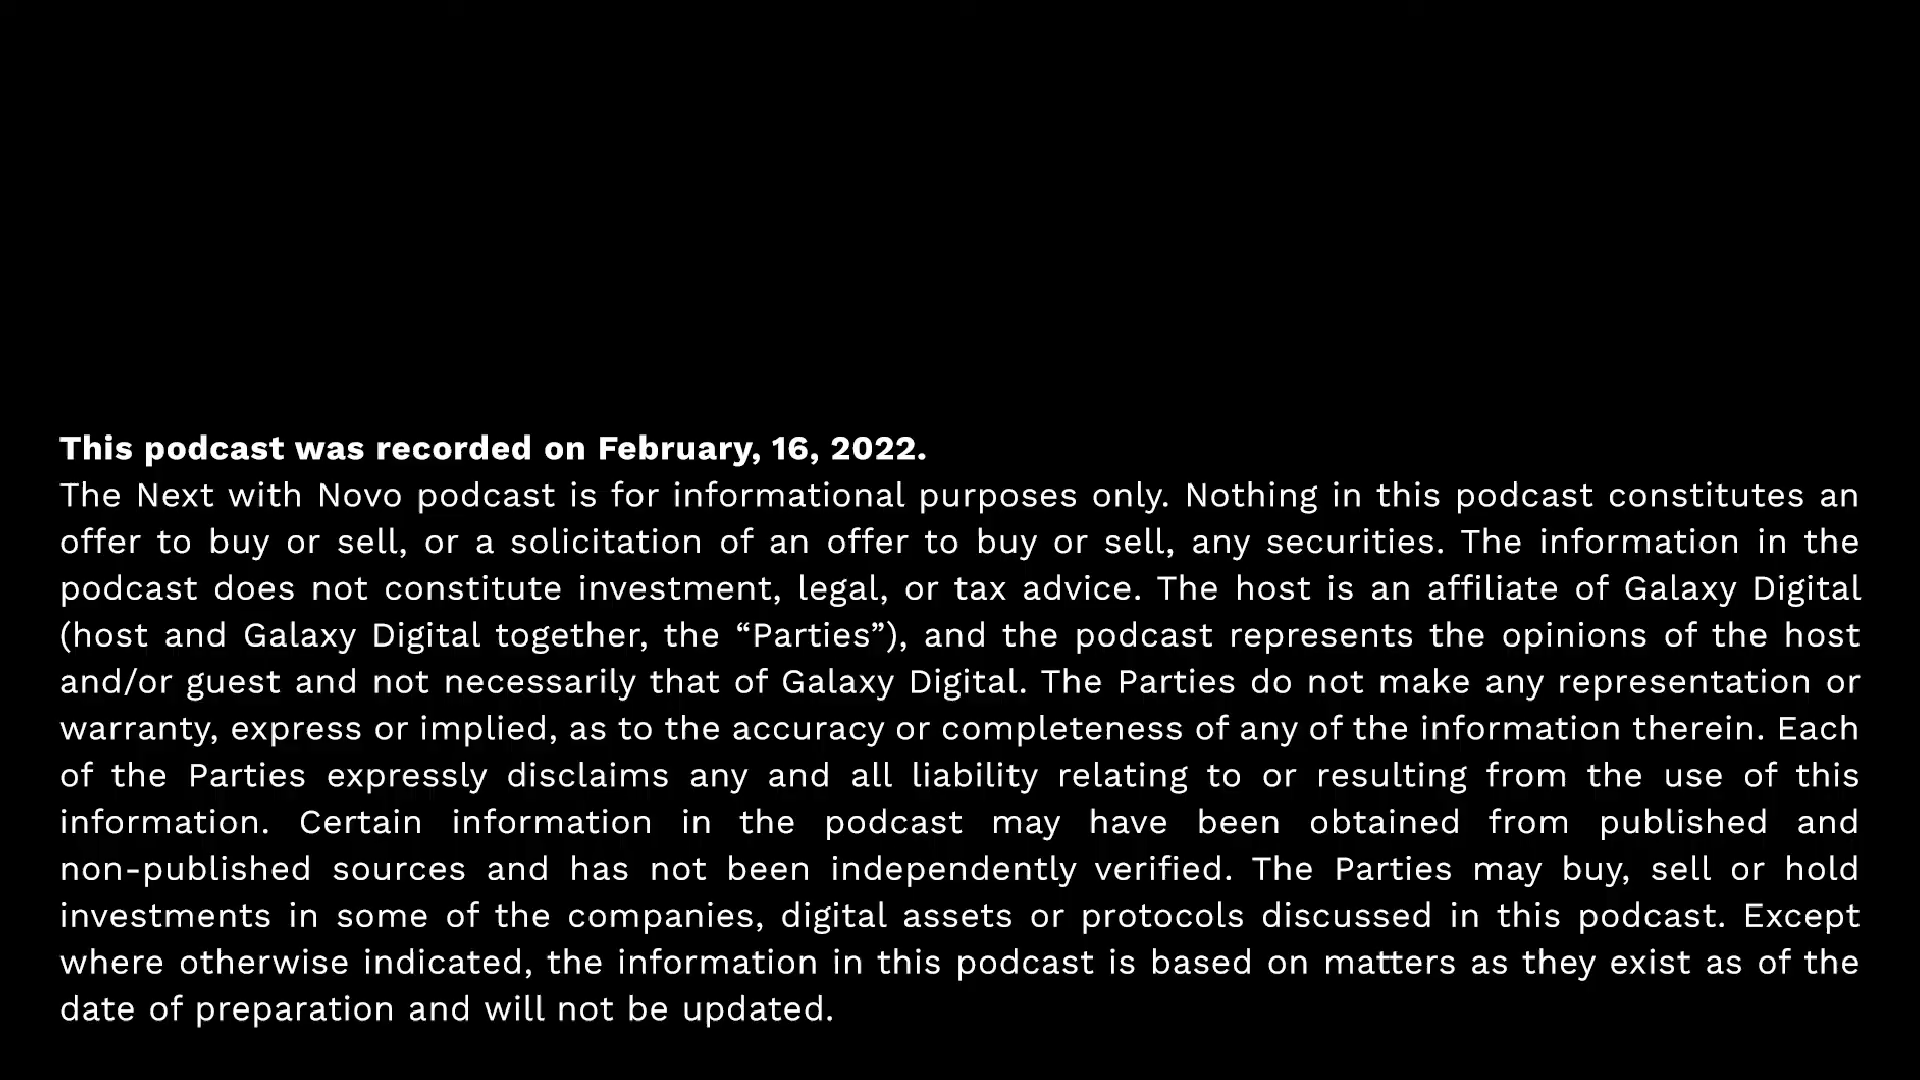 This podcast was recorded on February, 16, 2022.
The Next with Novo podcast is for informational purposes only. Nothing in this podcast constitutes an
offer to buy or sell, or a solicitation of an offer to buy or sell, any securities. The information in the
podcast does not constitute investment, legal, or tax advice. The host is an affiliate of Galaxy Digital
(host and Galaxy Digital together, the “Parties”), and the podcast represents the opinions of the host
and/or guest and not necessarily that of Galaxy Digital. The Parties do not make any representation or
warranty, express or implied, as to the accuracy or completeness of any of the information therein. Each
of the Parties expressly disclaims any and all liability relating to or resulting from the use of this
information. Certain information in the podcast may have been obtained from published and
non-published sources and has not been independently verified. The Parties may buy, sell or hold
investments in some of the companies, digital assets or protocols discussed in this podcast. Except
where otherwise indicated, the information in this podcast is based on matters as they exist as of the
date of preparation and will not be updated.